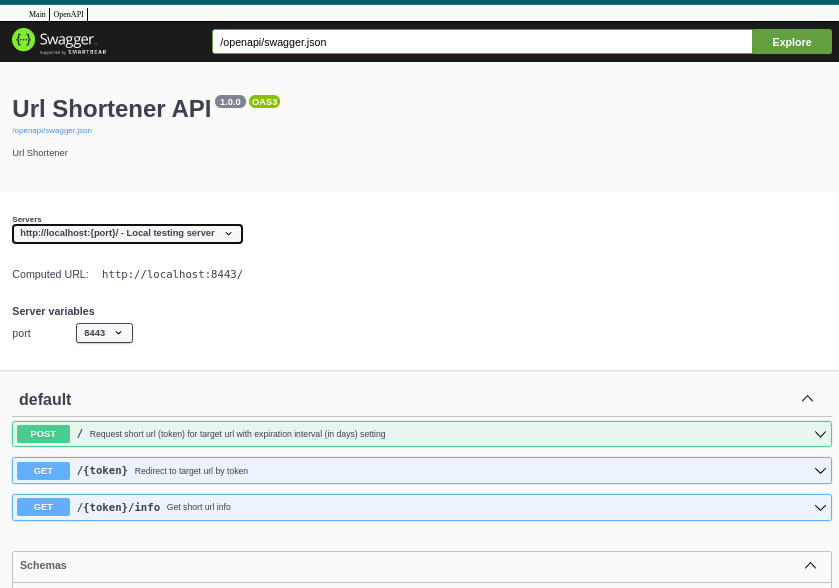 Main OpenAPI
{···} Swagger
Supported by SMARTBEAR
/openapi/swagger.json Explore
Url Shortener API 1.0.0 OAS3
/openapi/swagger.json
Url Shortener
Servers
http://localhost:{port}/ - Local testing server
Computed URL: http://localhost:8443/
Server variables
port 8443
default
POST / Request short url (token) for target url with expiration interval (in days) setting
GET /{token} Redirect to target url by token
GET /{token}/info Get short url info
Schemas